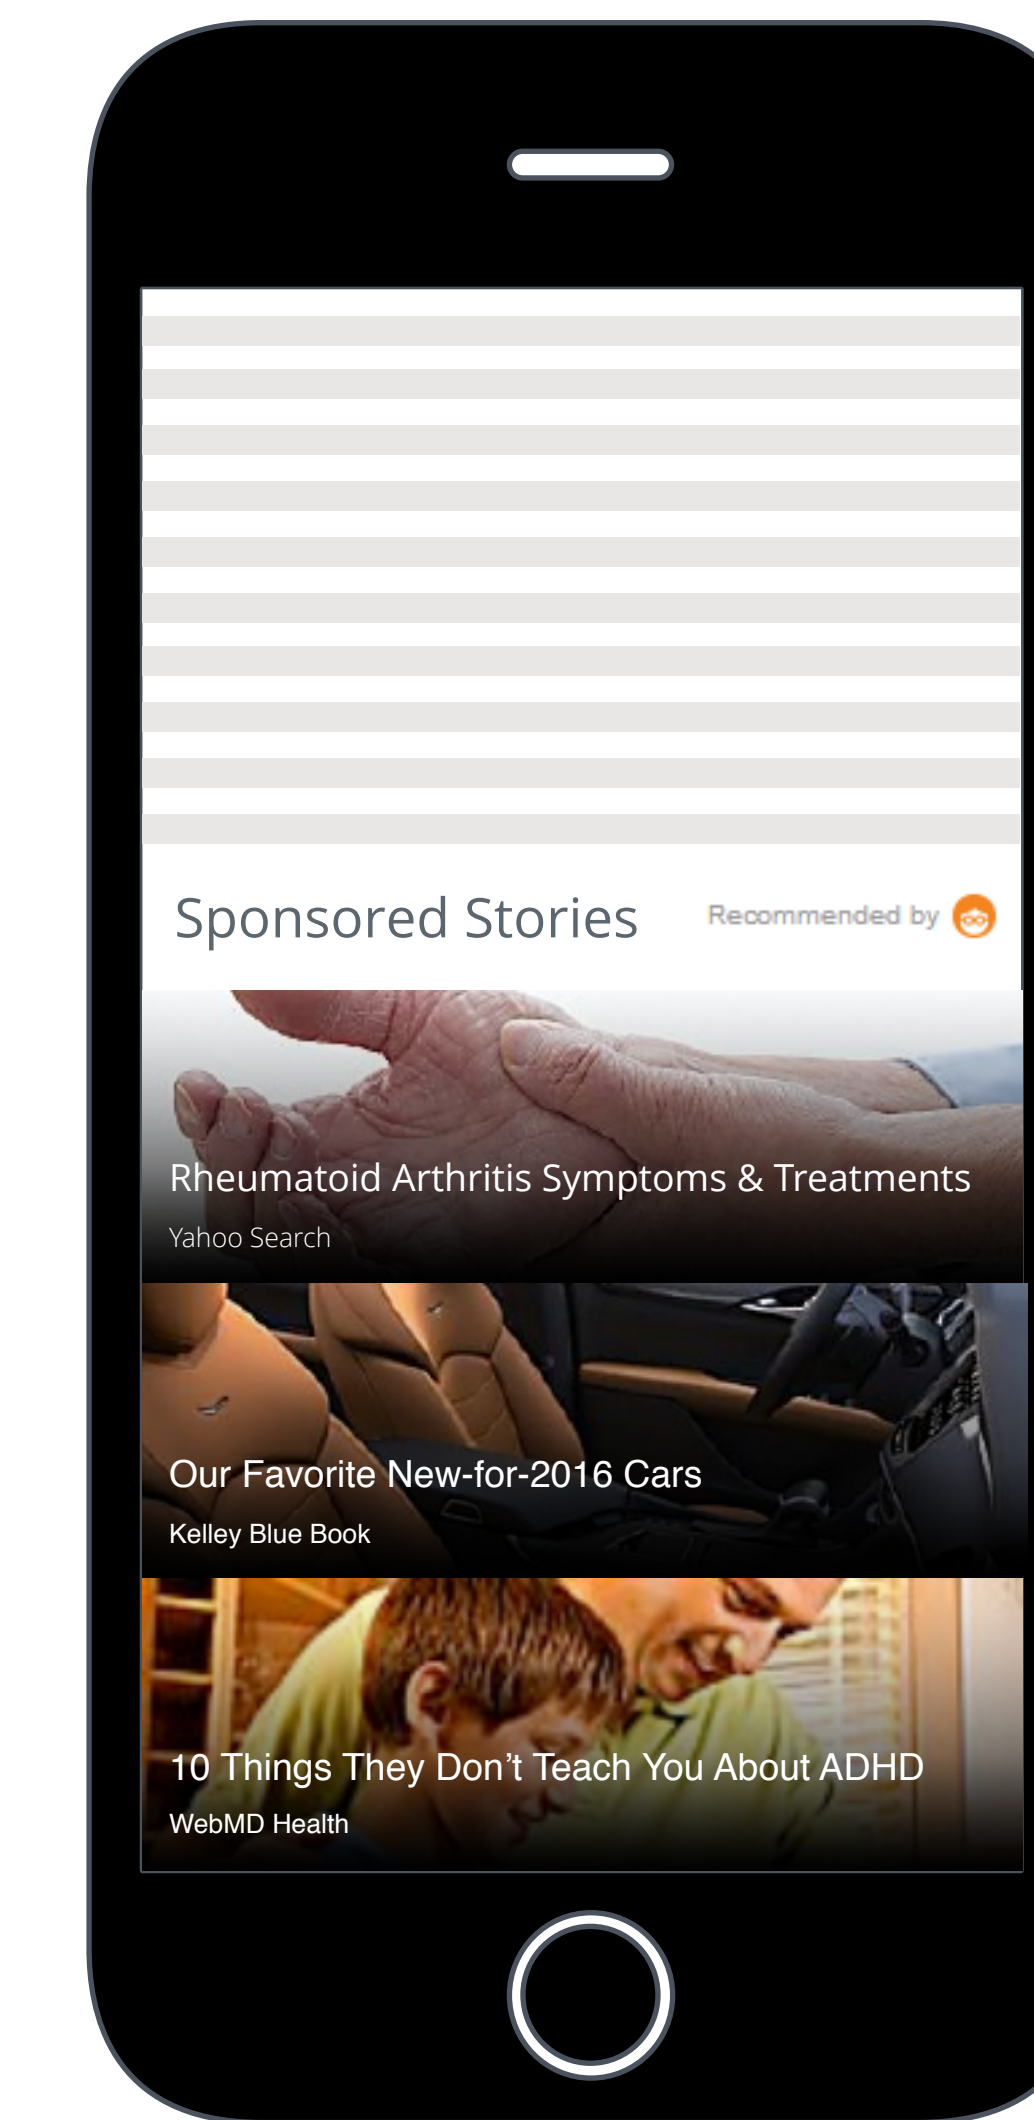 Sponsored Stories
Recommended by
Rheumatoid Arthritis Symptoms & Treatments
Yahoo Search
Our Favorite New-for-2016 Cars
Kelley Blue Book
10 Things They Don’t Teach You About ADHD
WebMD Health